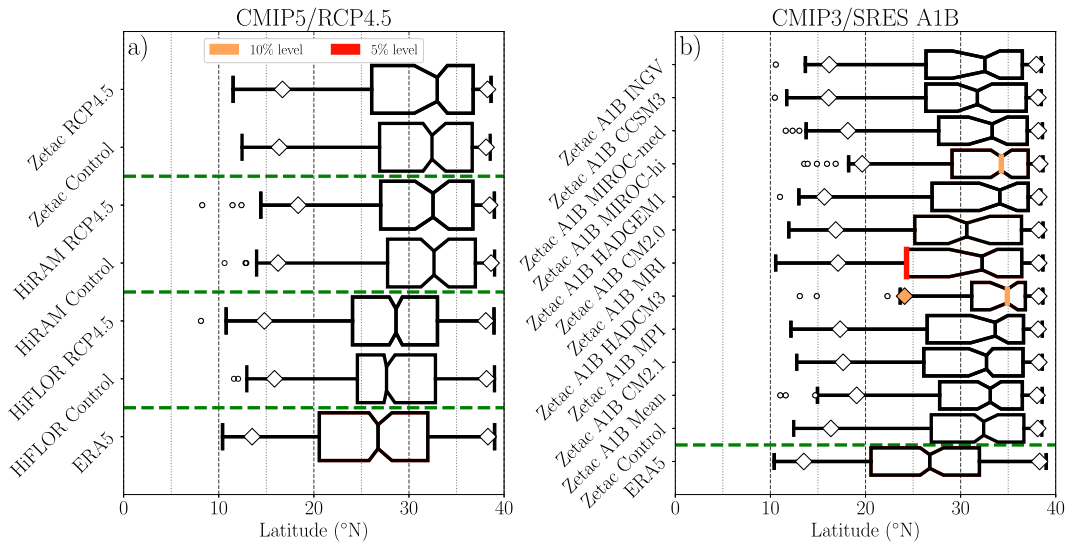 CMIP5/RCP4.5
a)
10% level
5% level
Zetac RCP4.5
Zetac Control
HiRAM RCP4.5
HiRAM Control
HiFLOR RCP4.5
HiFLOR Control
ERA5
0
10
20
30
40
Latitude (°N)
CMIP3/SRES A1B
b)
Zetac A1B INGV
Zetac A1B CCSM3
Zetac A1B MIROC-med
Zetac A1B MIROC-hi
Zetac A1B HADGEM1
Zetac A1B CM2.0
Zetac A1B MRI
Zetac A1B HADCM3
Zetac A1B MPI
Zetac A1B CM2.1
Zetac A1B Mean
Zetac Control
ERA5
0
10
20
30
40
Latitude (°N)